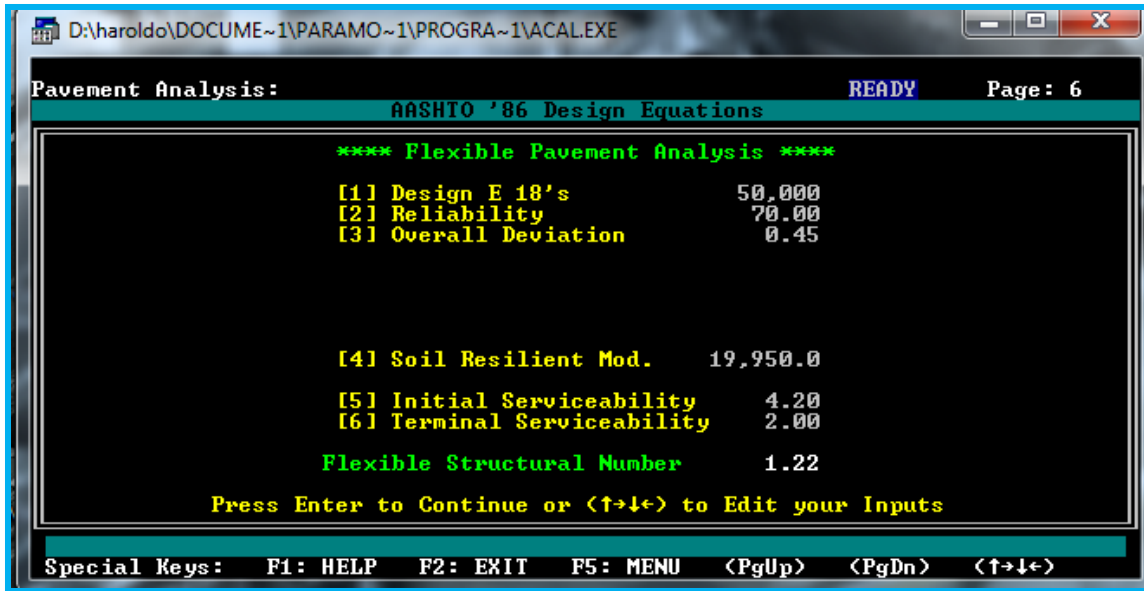 D:\haroldo\DOCUME~1\PARAMO~1\PROGRA~1\ACAL.EXE
Pavement Analysis: READY Page: 6
AASHTO '86 Design Equations
**** Flexible Pavement Analysis ****
[1] Design E 18's 50,000
[2] Reliability 70.00
[3] Overall Deviation 0.45
[4] Soil Resilient Mod. 19,950.0
[5] Initial Serviceability 4.20
[6] Terminal Serviceability 2.00
Flexible Structural Number 1.22
Press Enter to Continue or <↑→↓←> to Edit your Inputs
Special Keys: F1: HELP F2: EXIT F5: MENU <PgUp> <PgDn> <↑→↓←>